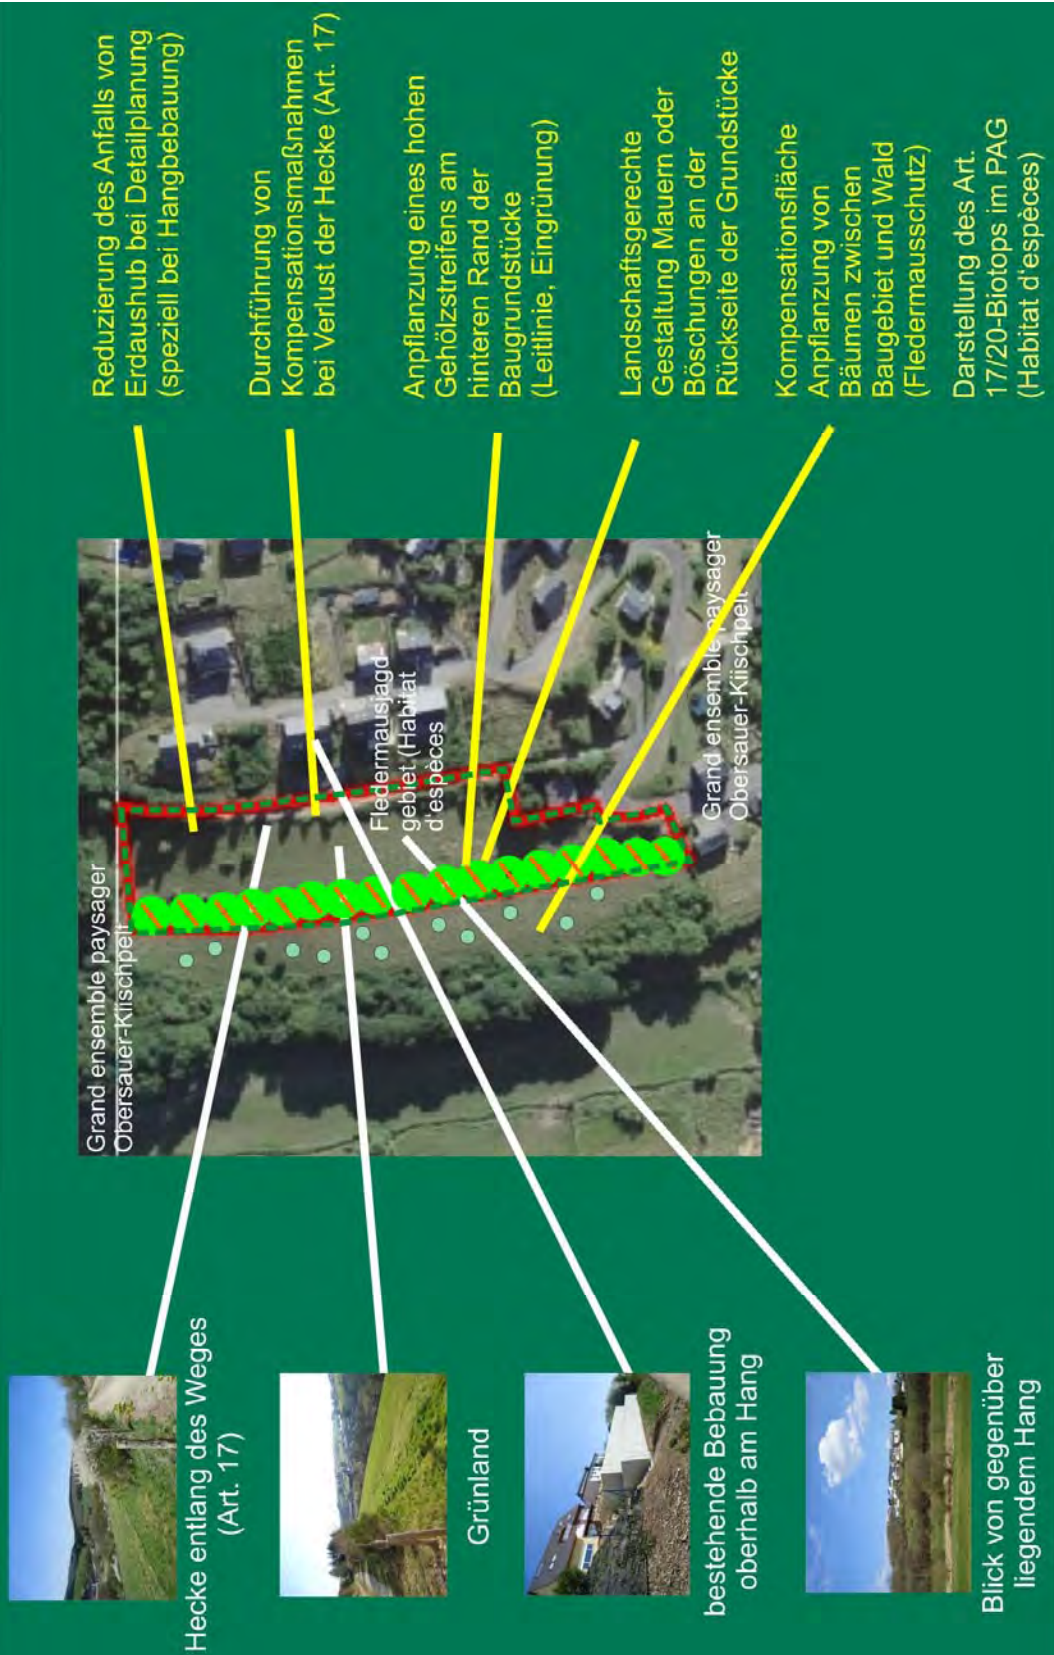 Reduzierung des Anfalls von
Erdaushub bei Detailplanung
(speziell bei Hangbebauung)
Durchführung von
Kompensationsmaßnahmen
bei Verlust der Hecke (Art. 17)
Anpflanzung eines hohen
Gehölzstreifens am
hinteren Rand der
Baugrundstücke
(Leitlinie, Eingrünung)
Landschaftsgerechte
Gestaltung Mauern oder
Böschungen an der
Rückseite der Grundstücke
Kompensationsfläche
Anpflanzung von
Bäumen zwischen
Baugebiet und Wald
(Fledermausschutz)
Darstellung des Art.
17/20-Biotops im PAG
(Habitat d'espèces)
Grand ensemble paysager
Obersauer-Kiischpelt
Fledermausjagd-
gebiet (Habitat
d'espèces
Grand ensemble paysager
Obersauer-Kiischpelt
Hecke entlang des Weges
(Art. 17)
Grünland
bestehende Bebauung
oberhalb am Hang
Blick von gegenüber
liegendem Hang